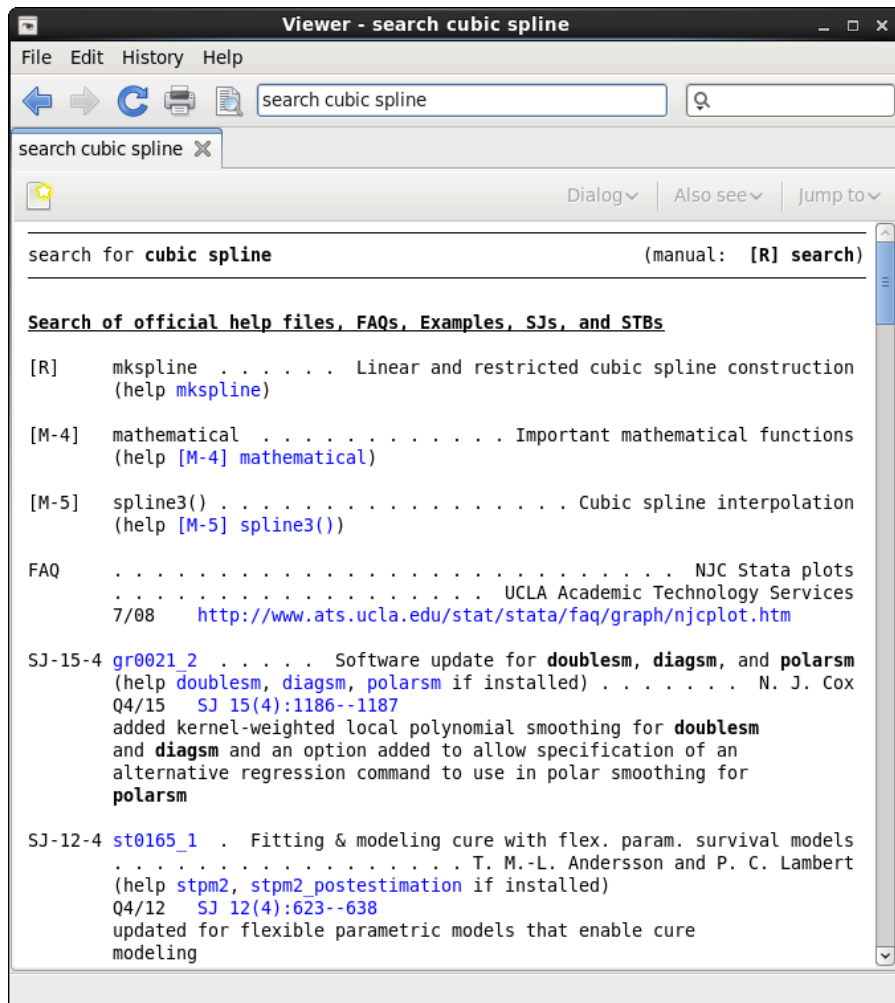 Viewer - search cubic spline
File Edit History Help
search cubic spline
search cubic spline
Dialog Also see Jump to
search for cubic spline (manual: [R] search)
Search of official help files, FAQs, Examples, SJs, and STBs
[R] mkspline . . . . . . Linear and restricted cubic spline construction
(help mkspline)
[M-4] mathematical . . . . . . . . . . . . Important mathematical functions
(help [M-4] mathematical)
[M-5] spline3() . . . . . . . . . . . . . . . . . Cubic spline interpolation
(help [M-5] spline3())
FAQ . . . . . . . . . . . . . . . . . . . . . . . . . . . NJC Stata plots
. . . . . . . . . . . . . . . . . . UCLA Academic Technology Services
7/08 http://www.ats.ucla.edu/stat/stata/faq/graph/njcplot.htm
SJ-15-4 gr0021_2 . . . . . Software update for doublesm, diagsm, and polarsm
(help doublesm, diagsm, polarsm if installed) . . . . . . . N. J. Cox
Q4/15 SJ 15(4):1186--1187
added kernel-weighted local polynomial smoothing for doublesm
and diagsm and an option added to allow specification of an
alternative regression command to use in polar smoothing for
polarsm
SJ-12-4 st0165_1 . Fitting & modeling cure with flex. param. survival models
. . . . . . . . . . . . . . . . . T. M.-L. Andersson and P. C. Lambert
(help stpm2, stpm2_postestimation if installed)
Q4/12 SJ 12(4):623--638
updated for flexible parametric models that enable cure
modeling